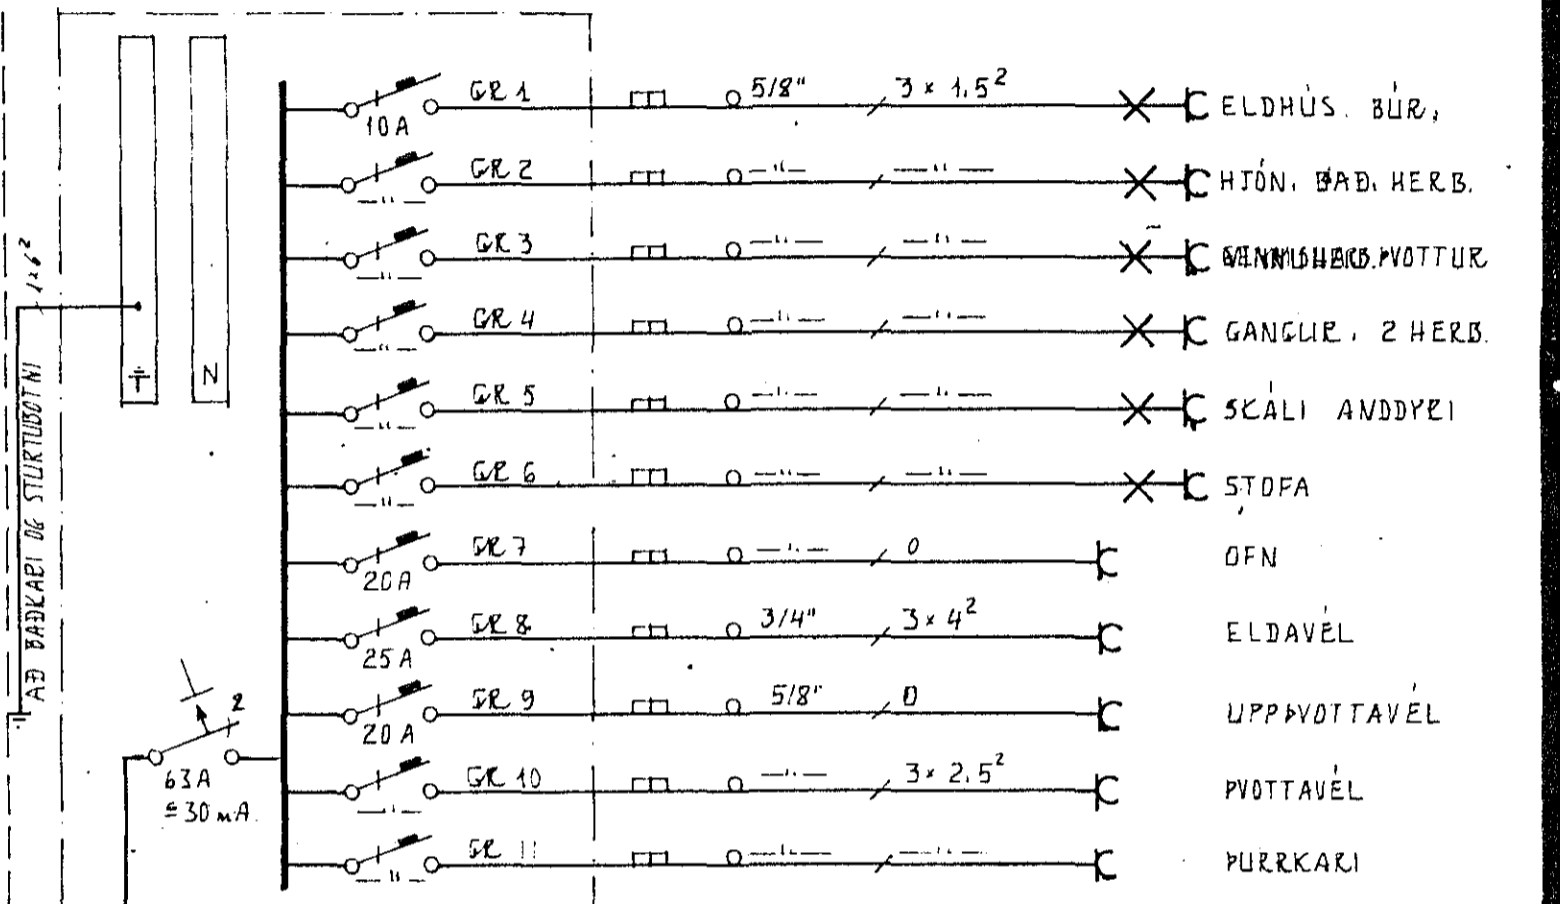 GR 1 5/8" 3 × 1.5² ELDHÚS. BÚR,
10A
GR 2 —"— —"— HJÓN. BAÐ. HERB.
—"—
GR 3 —"— —"— ÞVOTTUR
—"—
GR 4 —"— —"— GANGUR. 2 HERB.
—"—
GR 5 —"— —"— SKÁLI ANDDYRI
—"—
GR 6 —"— —"— STOFA
—"—
GR 7 —"— 0 OFN
20A
GR 8 3/4" 3 × 4² ELDAVÉL
25A
GR 9 5/8" 0 UPPÞVOTTAVÉL
20A
GR 10 —"— 3 × 2.5² ÞVOTTAVÉL
—"—
GR 11 —"— —"— ÞURRKARI
—"—
N
1×6²
AÐ BAÐKARI OG STURTUBOTNI
2
63A
≤30 mA